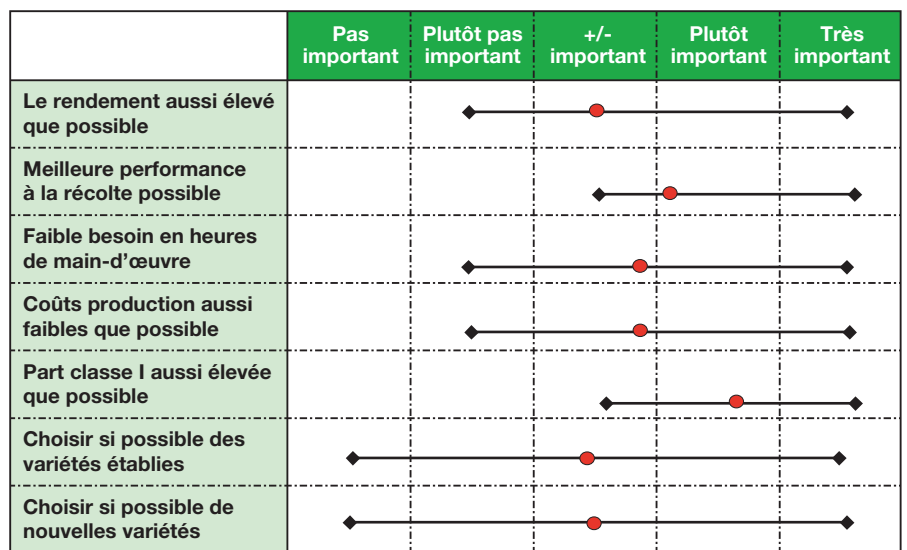 Pas
important
Plutôt pas
important
+/-
important
Plutôt
important
Très
important
Le rendement aussi élevé
que possible
Meilleure performance
à la récolte possible
Faible besoin en heures
de main-d’œuvre
Coûts production aussi
faibles que possible
Part classe I aussi élevée
que possible
Choisir si possible des
variétés établies
Choisir si possible de
nouvelles variétés